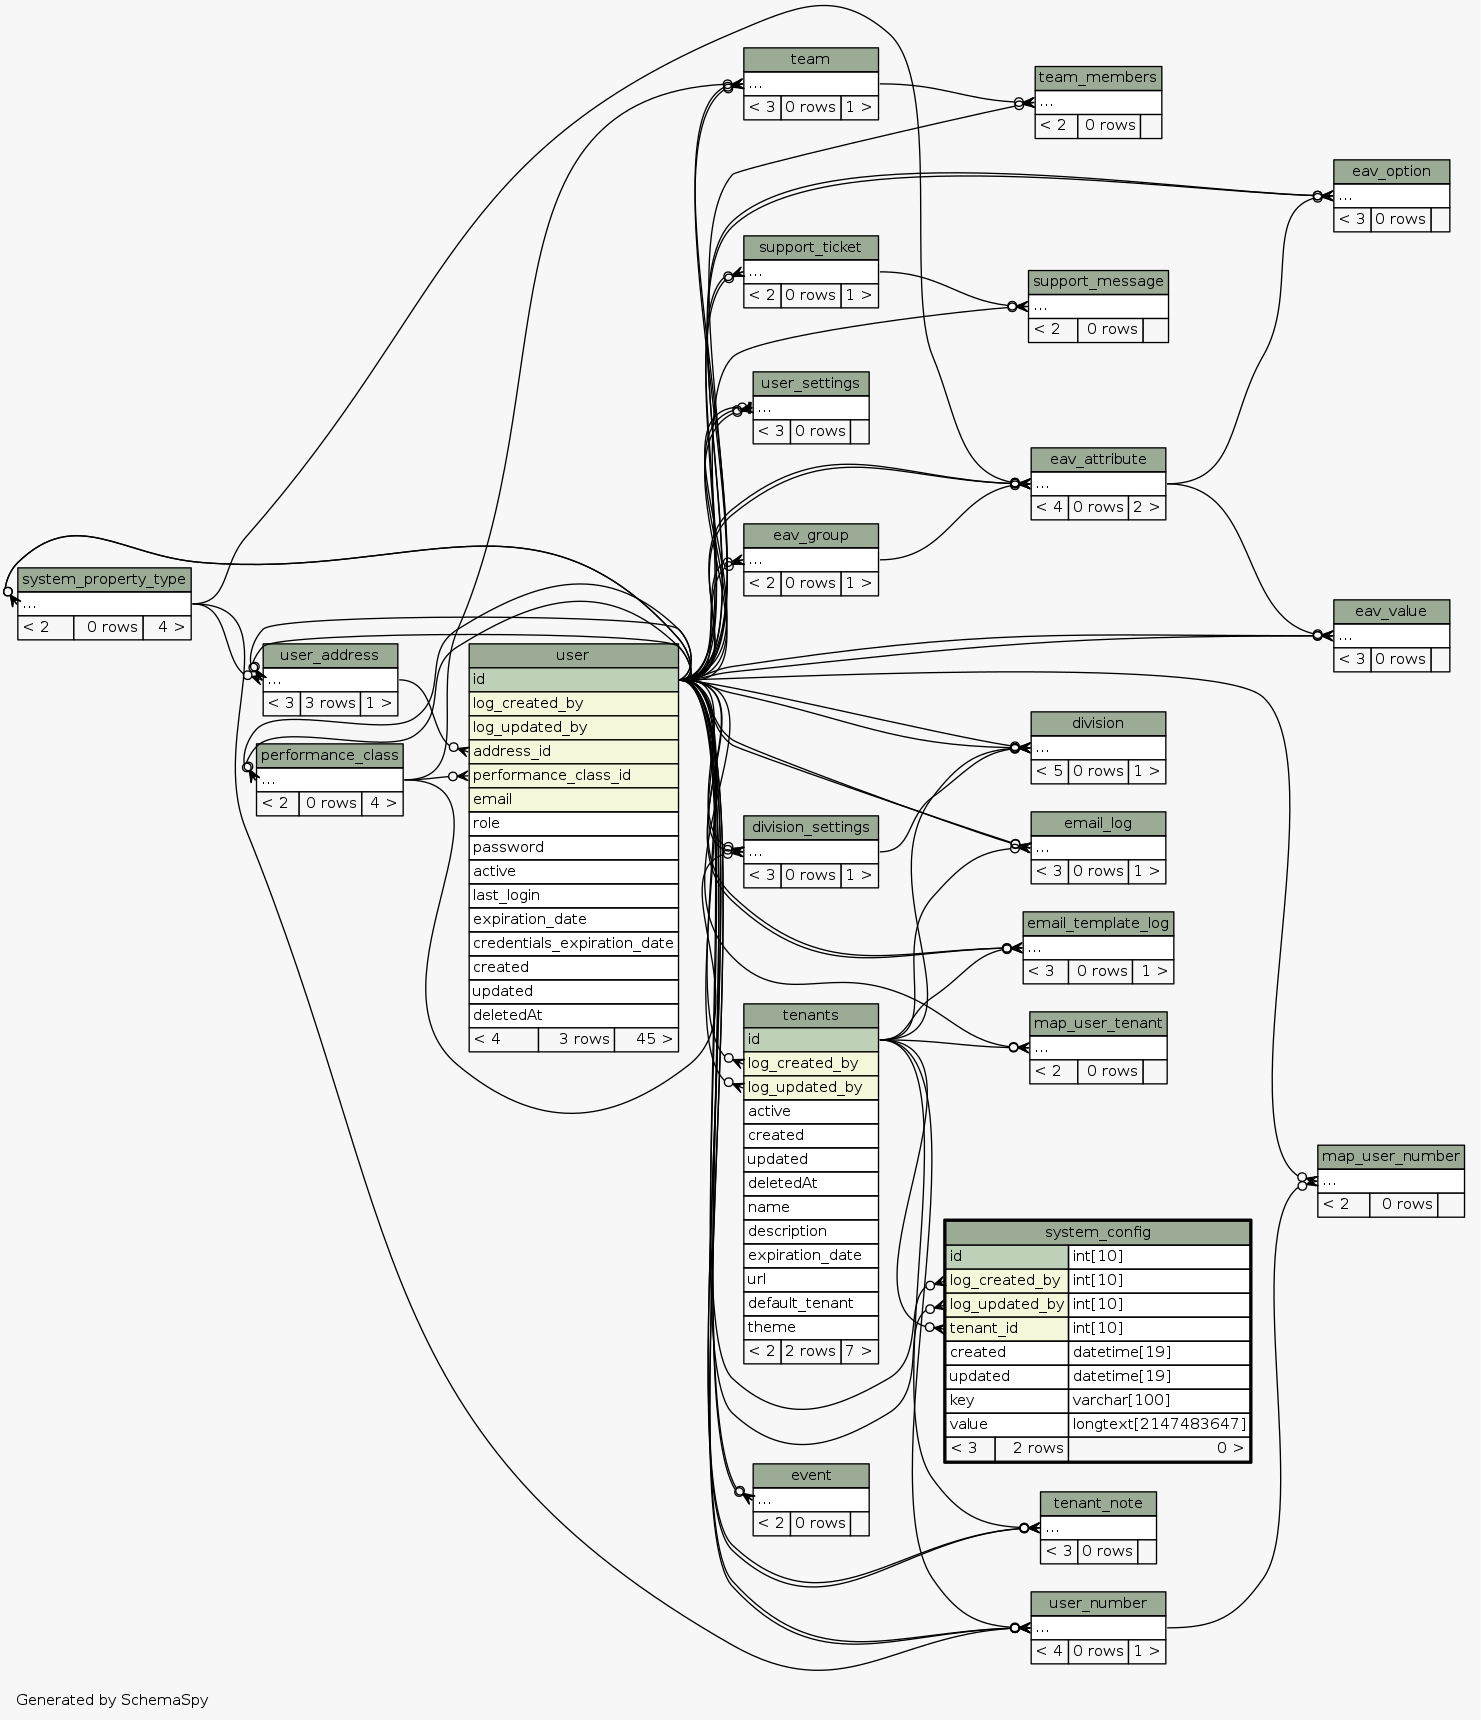 team
...
< 3 0 rows 1 >
team_members
...
< 2 0 rows
eav_option
...
< 3 0 rows
support_ticket
...
< 2 0 rows 1 >
support_message
...
< 2 0 rows
user_settings
...
< 3 0 rows
eav_attribute
...
< 4 0 rows 2 >
eav_group
...
< 2 0 rows 1 >
system_property_type
...
< 2 0 rows 4 >
eav_value
...
< 3 0 rows
user_address
...
< 3 3 rows 1 >
performance_class
...
< 2 0 rows 4 >
user
id
log_created_by
log_updated_by
address_id
performance_class_id
email
role
password
active
last_login
expiration_date
credentials_expiration_date
created
updated
deletedAt
< 4 3 rows 45 >
division
...
< 5 0 rows 1 >
division_settings
...
< 3 0 rows 1 >
email_log
...
< 3 0 rows 1 >
email_template_log
...
< 3 0 rows 1 >
map_user_tenant
...
< 2 0 rows
tenants
id
log_created_by
log_updated_by
active
created
updated
deletedAt
name
description
expiration_date
url
default_tenant
theme
< 2 2 rows 7 >
map_user_number
...
< 2 0 rows
system_config
id int[10]
log_created_by int[10]
log_updated_by int[10]
tenant_id int[10]
created datetime[19]
updated datetime[19]
key varchar[100]
value longtext[2147483647]
< 3 2 rows 0 >
event
...
< 2 0 rows
tenant_note
...
< 3 0 rows
user_number
...
< 4 0 rows 1 >
Generated by SchemaSpy